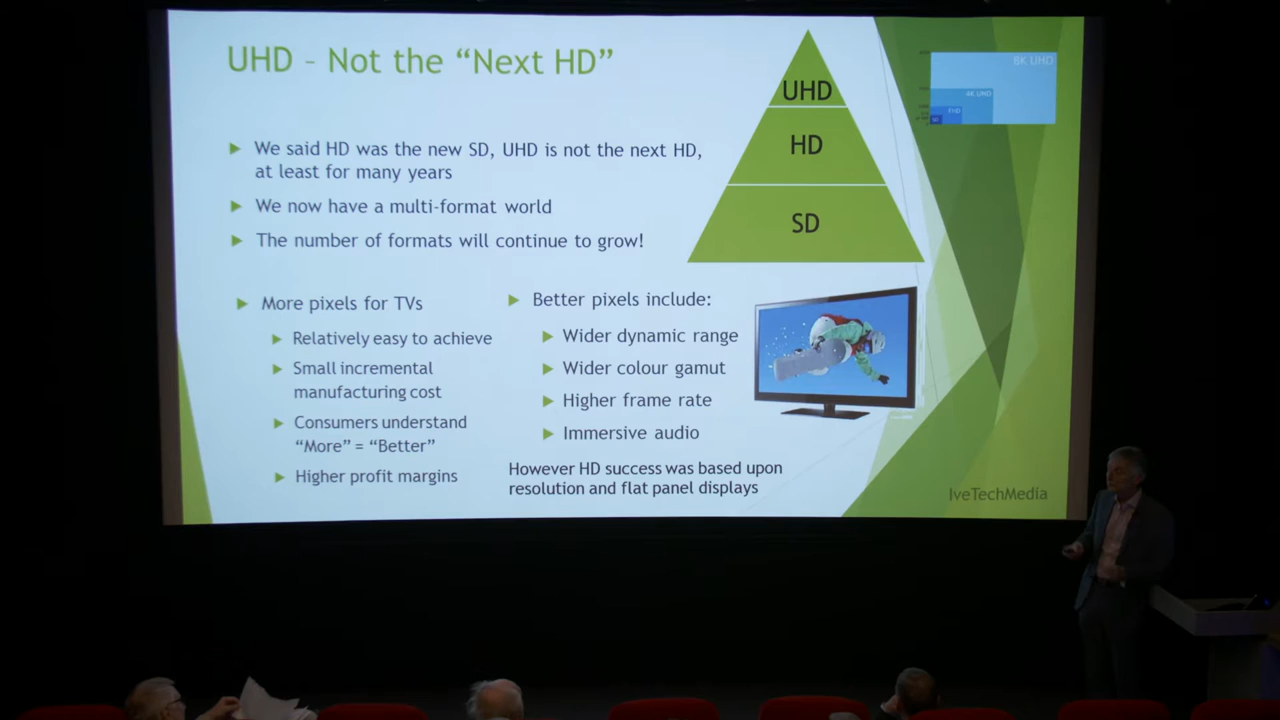 UHD – Not the “Next HD”
We said HD was the new SD, UHD is not the next HD,
at least for many years
We now have a multi-format world
The number of formats will continue to grow!
More pixels for TVs
Relatively easy to achieve
Small incremental
manufacturing cost
Consumers understand
“More” = “Better”
Higher profit margins
Better pixels include:
Wider dynamic range
Wider colour gamut
Higher frame rate
Immersive audio
However HD success was based upon
resolution and flat panel displays
UHD
HD
SD
8K UHD
4K UHD
FHD
IveTechMedia